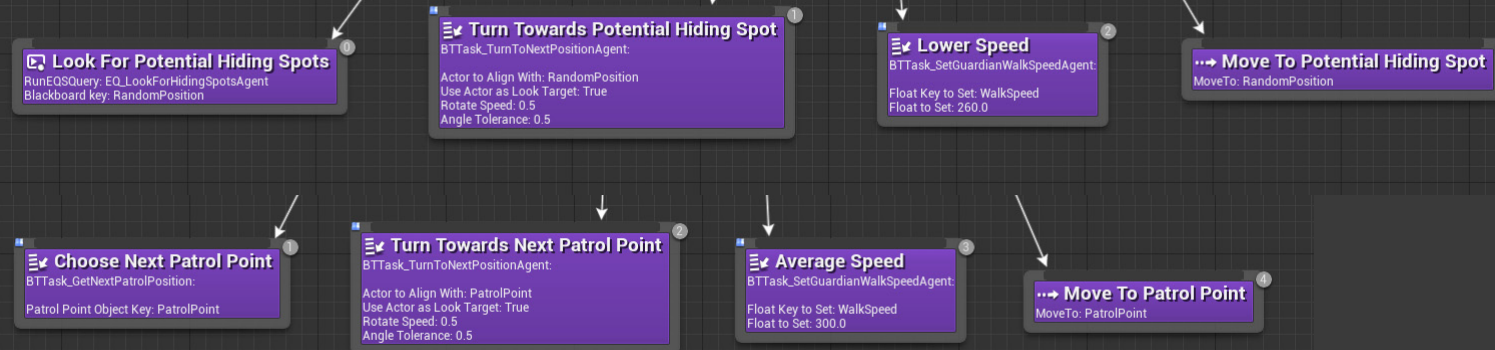 Look For Potential Hiding Spots
RunEQSQuery: EQ_LookForHidingSpotsAgent
Blackboard key: RandomPosition
0
Turn Towards Potential Hiding Spot
BTTask_TurnToNextPositionAgent:
Actor to Align With: RandomPosition
Use Actor as Look Target: True
Rotate Speed: 0.5
Angle Tolerance: 0.5
1
Lower Speed
BTTask_SetGuardianWalkSpeedAgent:
Float Key to Set: WalkSpeed
Float to Set: 260.0
2
Move To Potential Hiding Spot
MoveTo: RandomPosition
Choose Next Patrol Point
BTTask_GetNextPatrolPosition:
Patrol Point Object Key: PatrolPoint
1
Turn Towards Next Patrol Point
BTTask_TurnToNextPositionAgent:
Actor to Align With: PatrolPoint
Use Actor as Look Target: True
Rotate Speed: 0.5
Angle Tolerance: 0.5
2
Average Speed
BTTask_SetGuardianWalkSpeedAgent:
Float Key to Set: WalkSpeed
Float to Set: 300.0
3
Move To Patrol Point
MoveTo: PatrolPoint
4